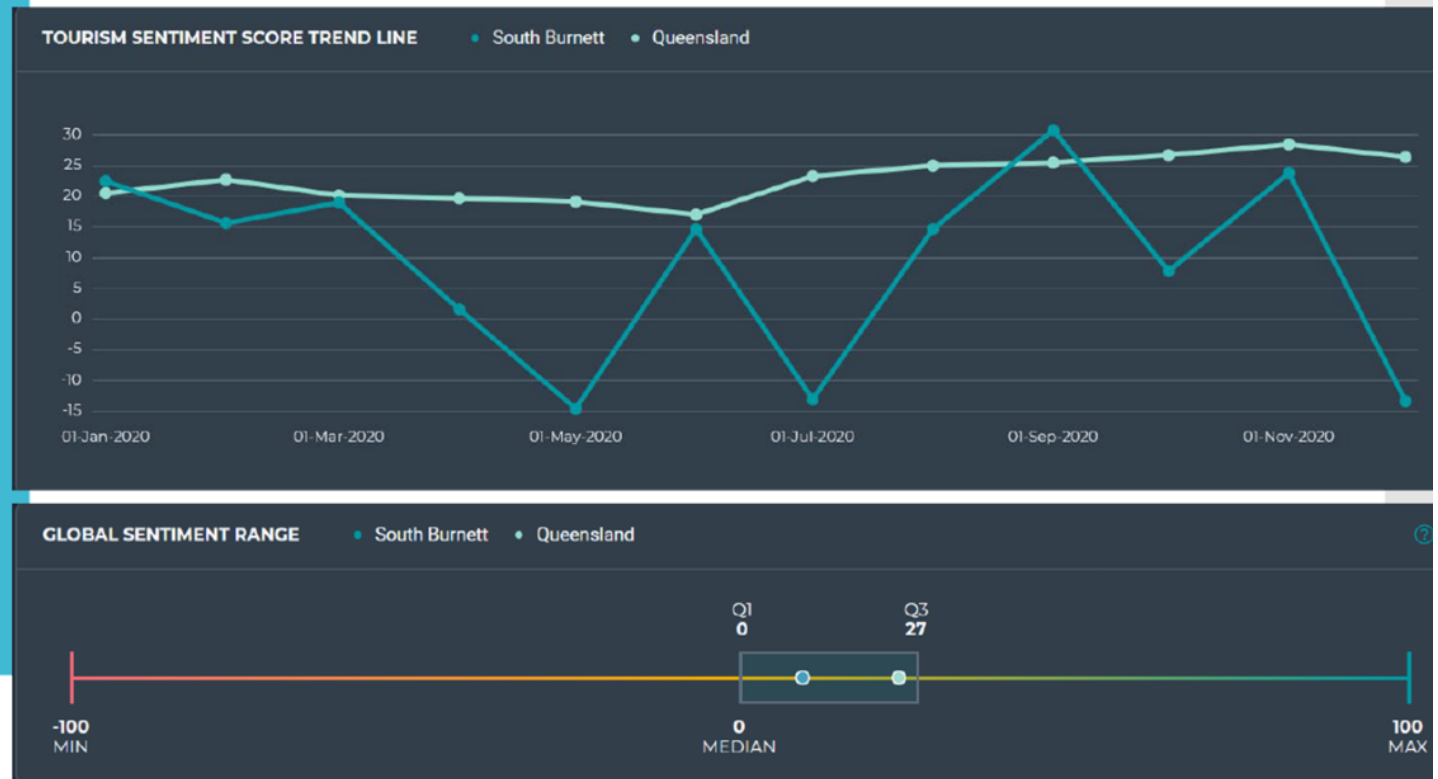 TOURISM SENTIMENT SCORE TREND LINE • South Burnett • Queensland
30
25
20
15
10
5
0
-5
-10
-15
01-Jan-2020 01-Mar-2020 01-May-2020 01-Jul-2020 01-Sep-2020 01-Nov-2020
GLOBAL SENTIMENT RANGE • South Burnett • Queensland ?
Q1 Q3
0 27
-100 0 100
MIN MEDIAN MAX